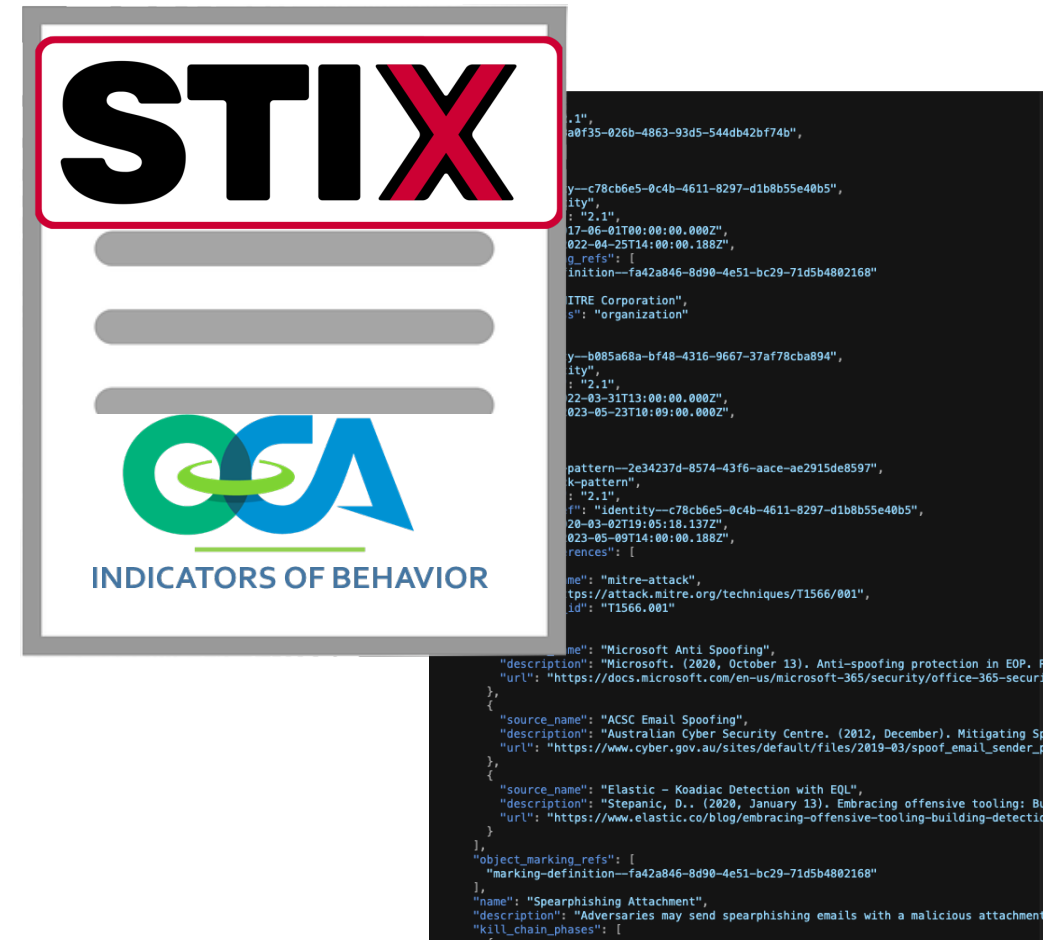 STIX
OCA
INDICATORS OF BEHAVIOR
.1",
a0f35-026b-4863-93d5-544db42bf74b",
y--c78cb6e5-0c4b-4611-8297-d1b8b55e40b5",
ity",
: "2.1",
17-06-01T00:00:00.000Z",
022-04-25T14:00:00.188Z",
g_refs": [
inition--fa42a846-8d90-4e51-bc29-71d5b4802168"
ITRE Corporation",
s": "organization"
y--b085a68a-bf48-4316-9667-37af78cba894",
ity",
: "2.1",
22-03-31T13:00:00.000Z",
023-05-23T10:09:00.000Z",
pattern--2e34237d-8574-43f6-aace-ae2915de8597",
k-pattern",
: "2.1",
f": "identity--c78cb6e5-0c4b-4611-8297-d1b8b55e40b5",
20-03-02T19:05:18.137Z",
023-05-09T14:00:00.188Z",
rences": [
me": "mitre-attack",
tps://attack.mitre.org/techniques/T1566/001",
_id": "T1566.001"
me": "Microsoft Anti Spoofing",
"description": "Microsoft. (2020, October 13). Anti-spoofing protection in EOP. R
"url": "https://docs.microsoft.com/en-us/microsoft-365/security/office-365-securi
},
{
"source_name": "ACSC Email Spoofing",
"description": "Australian Cyber Security Centre. (2012, December). Mitigating Sp
"url": "https://www.cyber.gov.au/sites/default/files/2019-03/spoof_email_sender_p
},
{
"source_name": "Elastic - Koadiac Detection with EQL",
"description": "Stepanic, D.. (2020, January 13). Embracing offensive tooling: Bu
"url": "https://www.elastic.co/blog/embracing-offensive-tooling-building-detectio
}
],
"object_marking_refs": [
"marking-definition--fa42a846-8d90-4e51-bc29-71d5b4802168"
],
"name": "Spearphishing Attachment",
"description": "Adversaries may send spearphishing emails with a malicious attachment
"kill_chain_phases": [